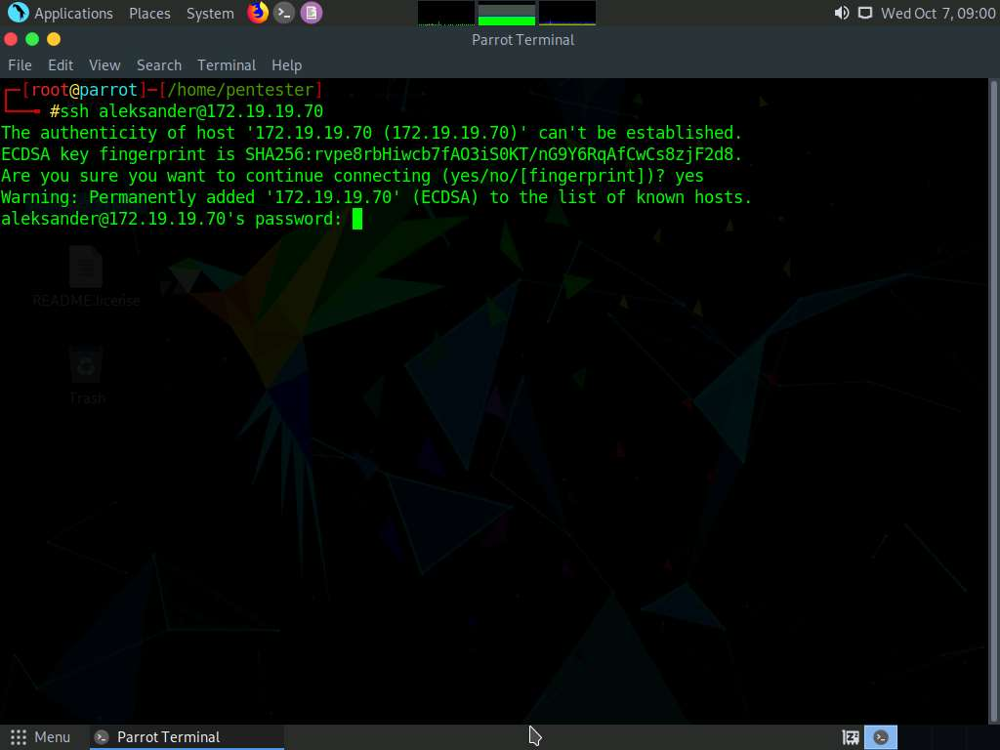 Applications Places System Wed Oct 7, 09:00
Parrot Terminal
File Edit View Search Terminal Help
┌─[root@parrot]─[/home/pentester]
└──╼ #ssh aleksander@172.19.19.70
The authenticity of host '172.19.19.70 (172.19.19.70)' can't be established.
ECDSA key fingerprint is SHA256:rvpe8rbHiwcb7fAO3iS0KT/nG9Y6RqAfCwCs8zjF2d8.
Are you sure you want to continue connecting (yes/no/[fingerprint])? yes
Warning: Permanently added '172.19.19.70' (ECDSA) to the list of known hosts.
aleksander@172.19.19.70's password:
README.license
Trash
Menu Parrot Terminal